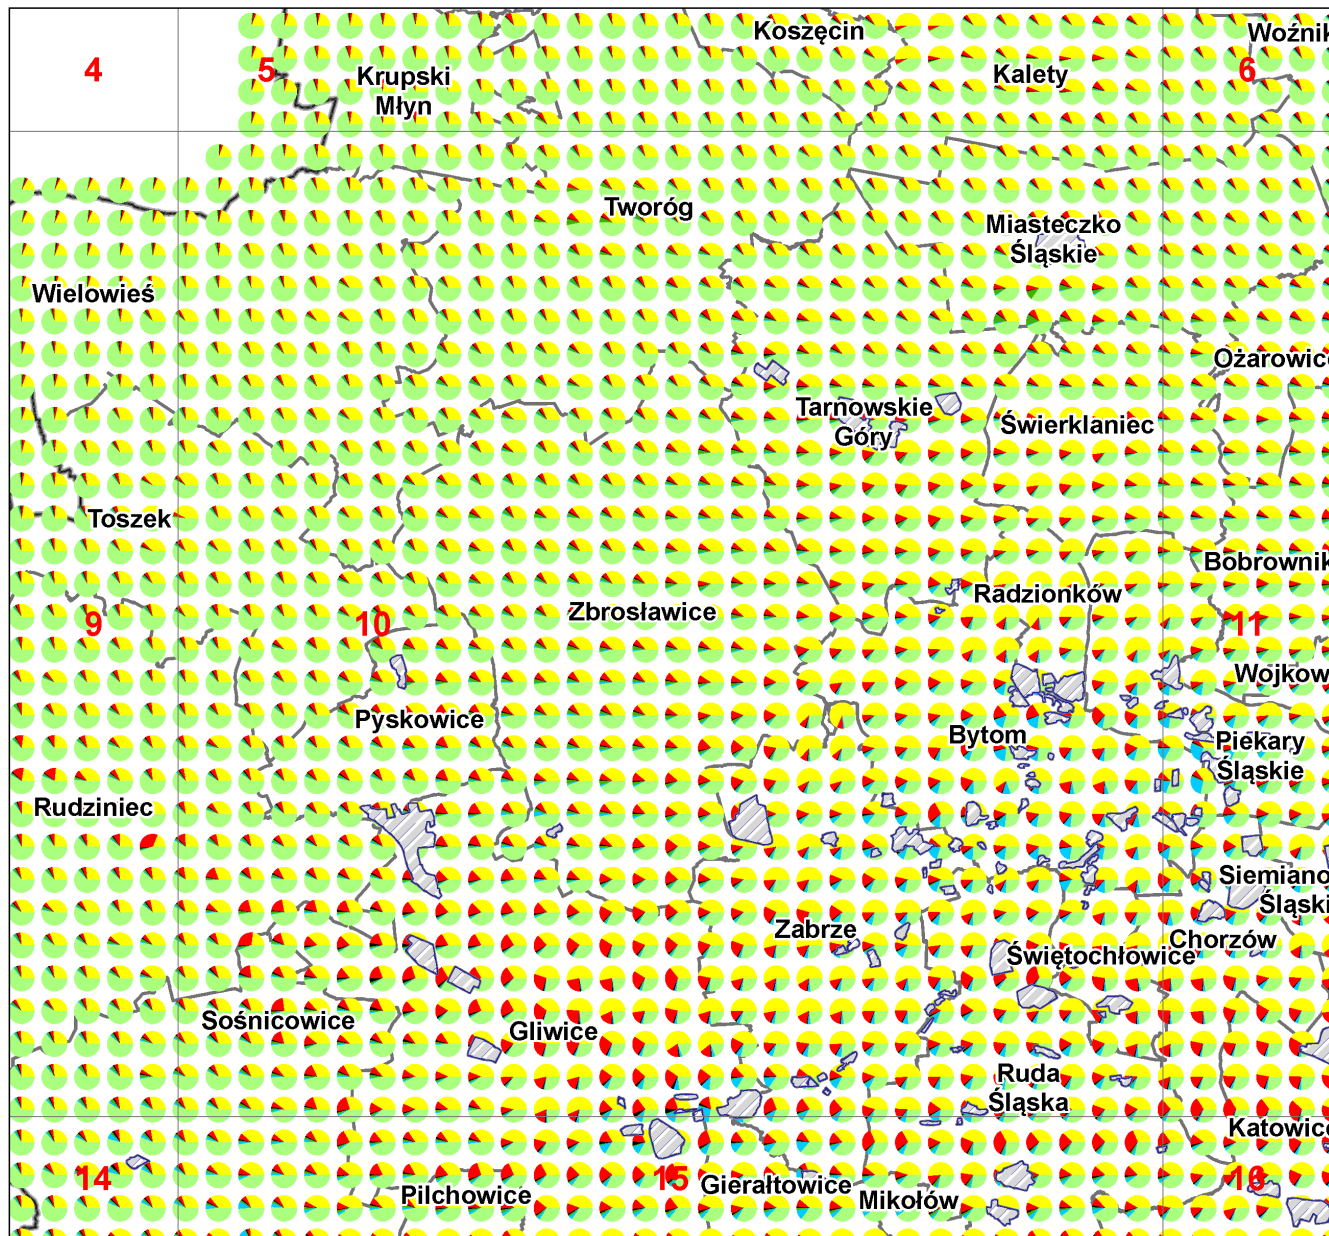 Koszęcin
Woźnik
4
5
6
Krupski
Młyn
Kalety
Tworóg
Miasteczko
Śląskie
Wielowieś
Ożarowice
Tarnowskie
Góry
Świerklaniec
Toszek
Bobrownik
Radzionków
Zbrosławice
9
10
11
Wojkow
Pyskowice
Bytom
Piekary
Śląskie
Rudziniec
Siemiano
Śląski
Zabrze
Chorzów
Świętochłowice
Sośnicowice
Gliwice
Ruda
Śląska
Katowice
14
15
16
Gierałtowice
Pilchowice
Mikołów